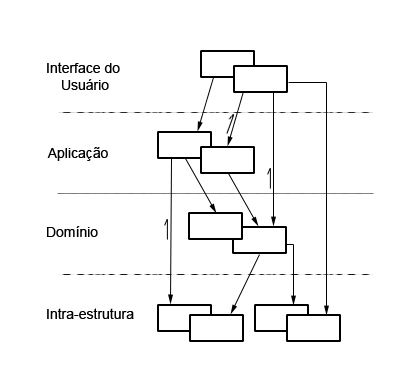 Interface do
Usuário
Aplicação
Domínio
Intra-estrutura